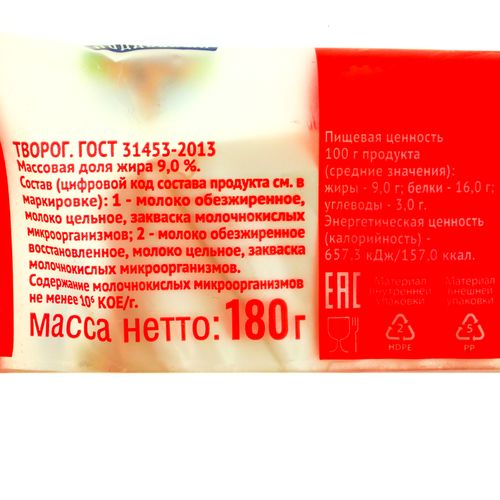 ТВОРОГ. ГОСТ 31453-2013
Массовая доля жира 9,0 %.
Состав (цифровой код состава продукта см. в
маркировке): 1 - молоко обезжиренное,
молоко цельное, закваска молочнокислых
микроорганизмов; 2 - молоко обезжиренное
восстановленное, молоко цельное, закваска
молочнокислых микроорганизмов.
Содержание молочнокислых микроорганизмов
не менее 10⁶ КОЕ/г.
Масса нетто: 180 г
Пищевая ценность
100 г продукта
(средние значения):
жиры - 9,0 г; белки - 16,0 г;
углеводы - 3,0 г.
Энергетическая ценность
(калорийность) -
657,3 кДж/157,0 ккал.
EAC
Материал
внутренней
упаковки
2
HDPE
Материал
внешней
упаковки
5
PP